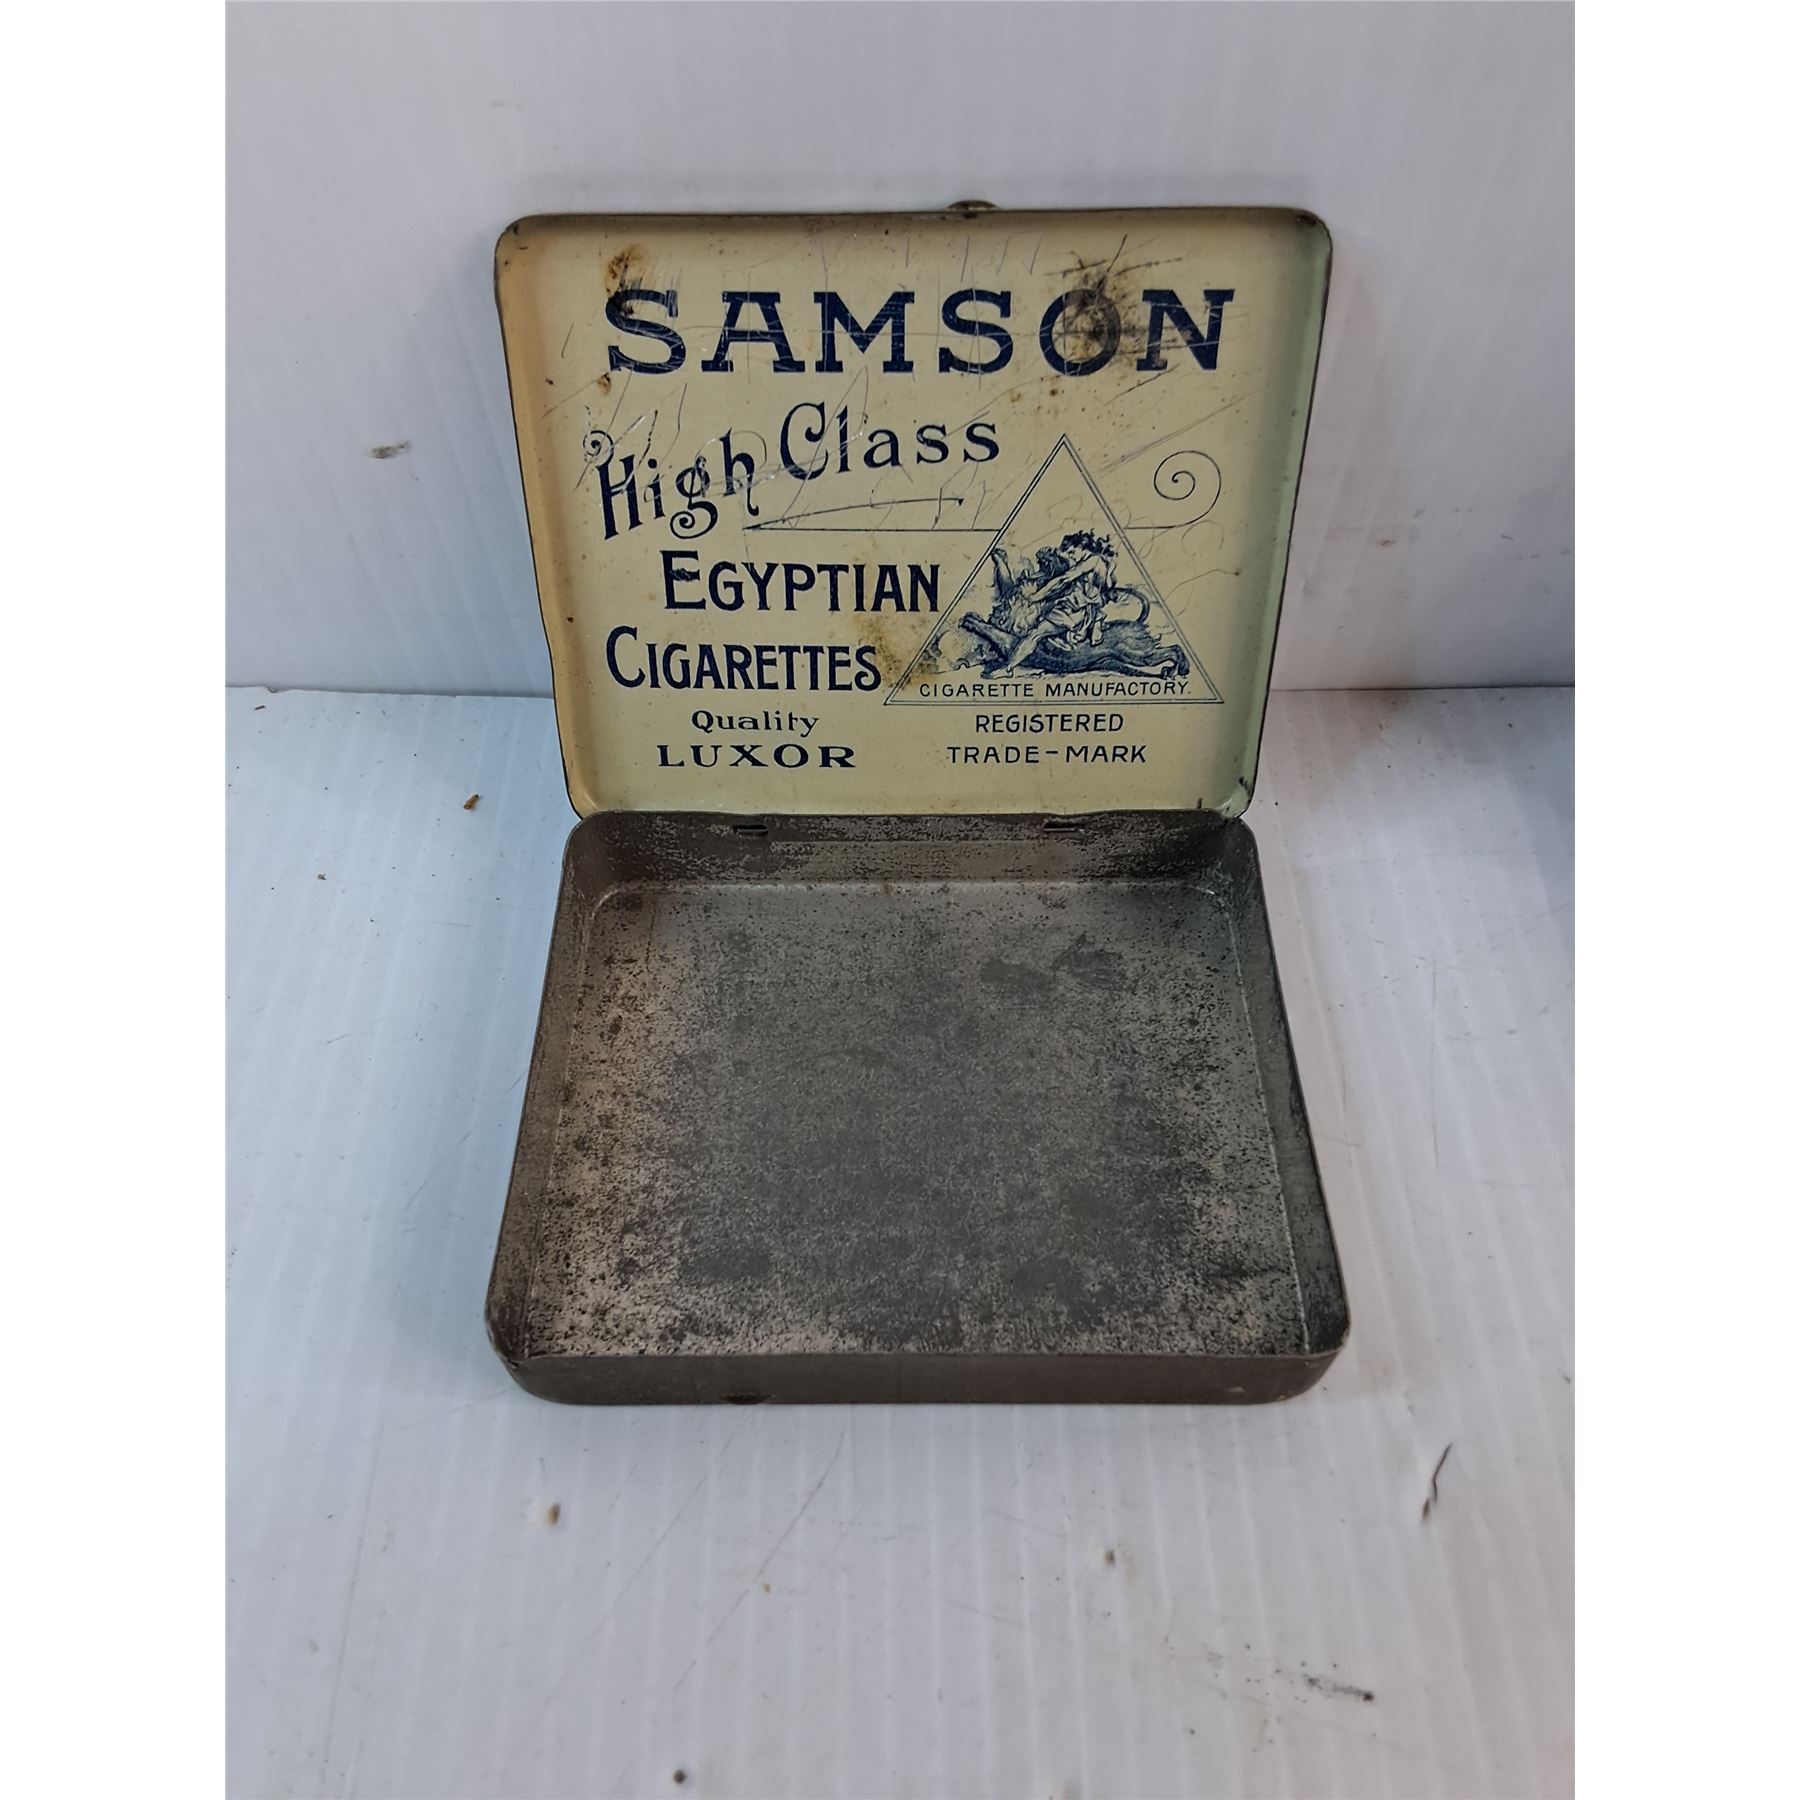 SAMSON
High Class
EGYPTIAN
CIGARETTES
Quality
LUXOR
CIGARETTE MANUFACTORY.
REGISTERED
TRADE-MARK